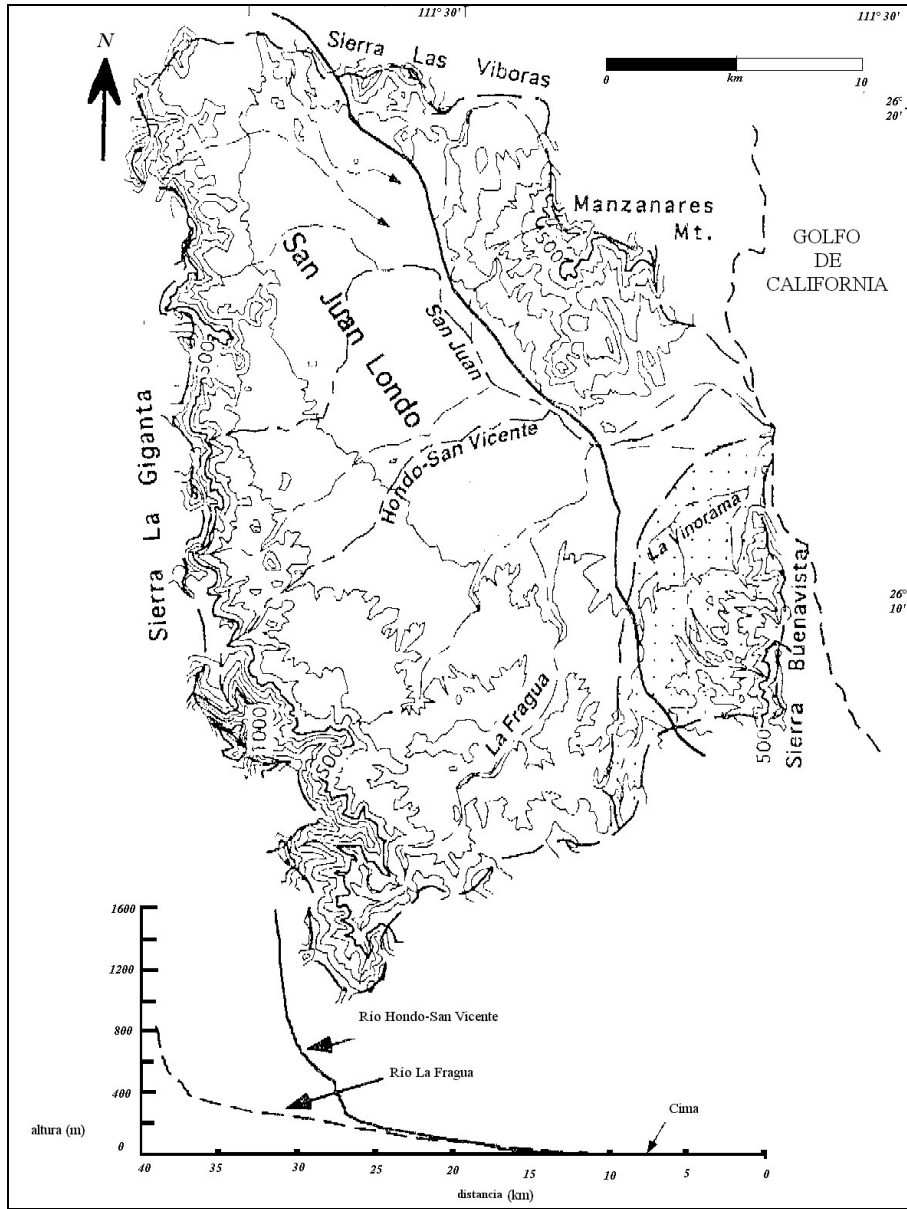 111° 30'
111° 30'
N
Sierra Las Viboras
0 km 10
26°
20'
Manzanares
Mt.
500
GOLFO
DE
CALIFORNIA
San Juan Londo
San Juan
500
Sierra La Giganta
Hondo-San Vicente
La Vinorama
26°
10'
Sierra Buenavista
500
La Fragua
1000
500
1600
1200
800
400
0
altura (m)
Río Hondo-San Vicente
Río La Fragua
Cima
40 35 30 25 20 15 10 5 0
distancia (km)